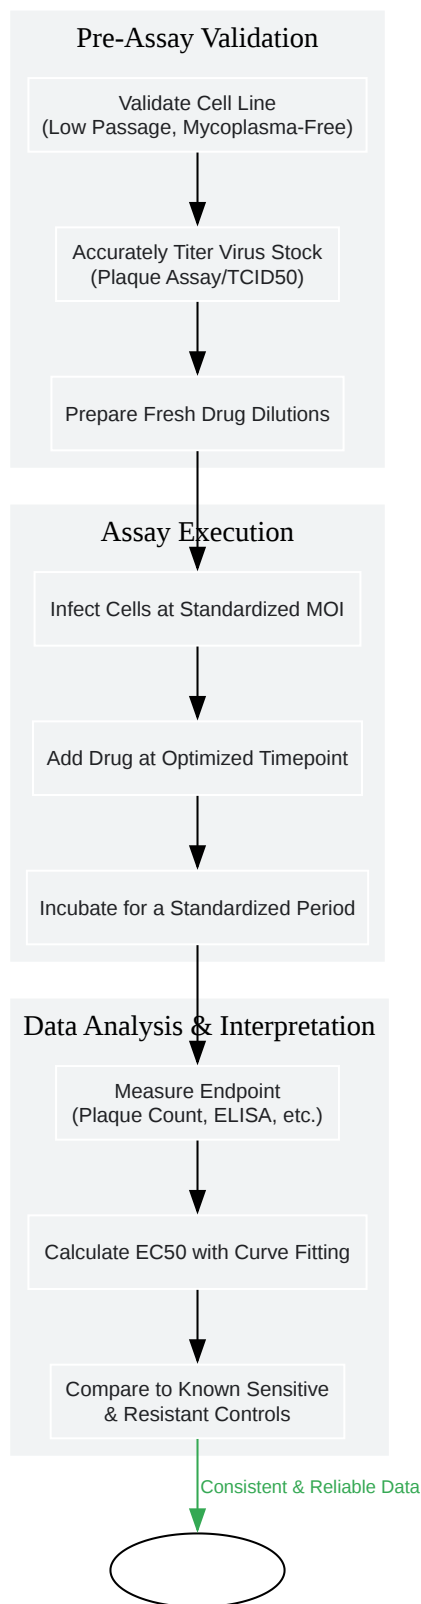 Pre-Assay Validation
Validate Cell Line
(Low Passage, Mycoplasma-Free)
Accurately Titer Virus Stock
(Plaque Assay/TCID50)
Prepare Fresh Drug Dilutions
Assay Execution
Infect Cells at Standardized MOI
Add Drug at Optimized Timepoint
Incubate for a Standardized Period
Data Analysis & Interpretation
Measure Endpoint
(Plaque Count, ELISA, etc.)
Calculate EC50 with Curve Fitting
Compare to Known Sensitive
& Resistant Controls
Consistent & Reliable Data